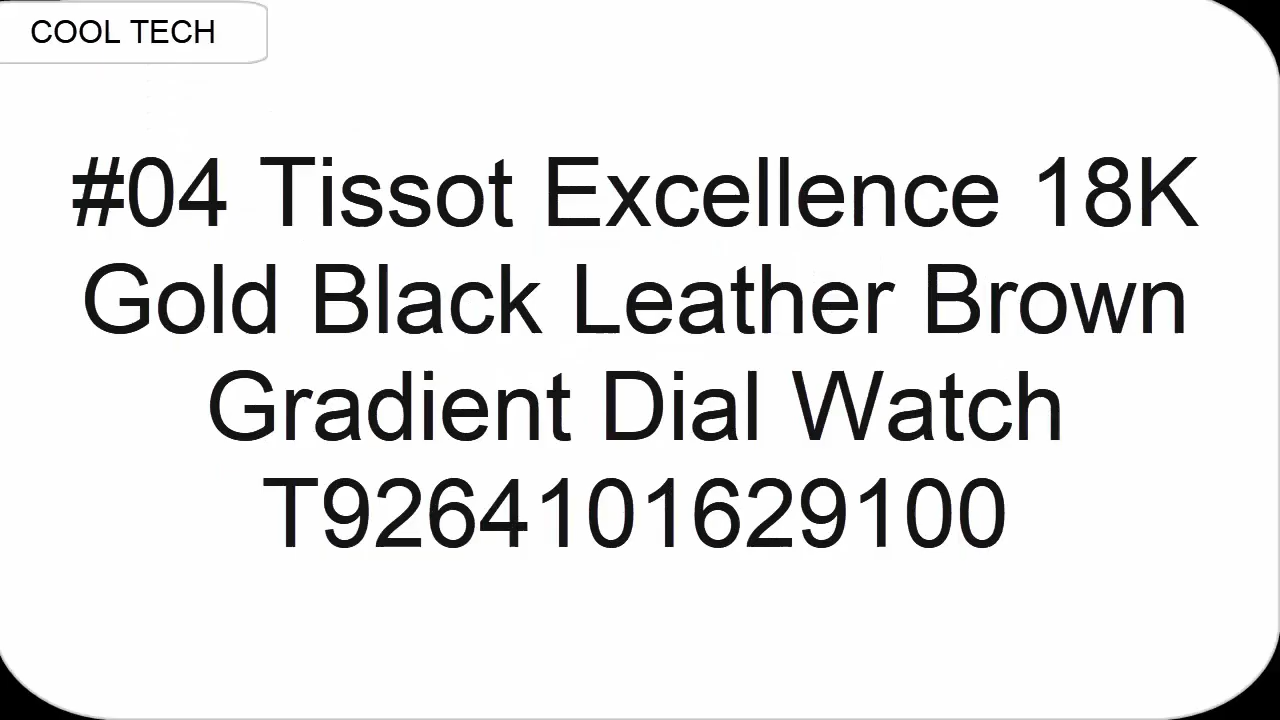 COOL TECH
#04 Tissot Excellence 18K
Gold Black Leather Brown
Gradient Dial Watch
T9264101629100